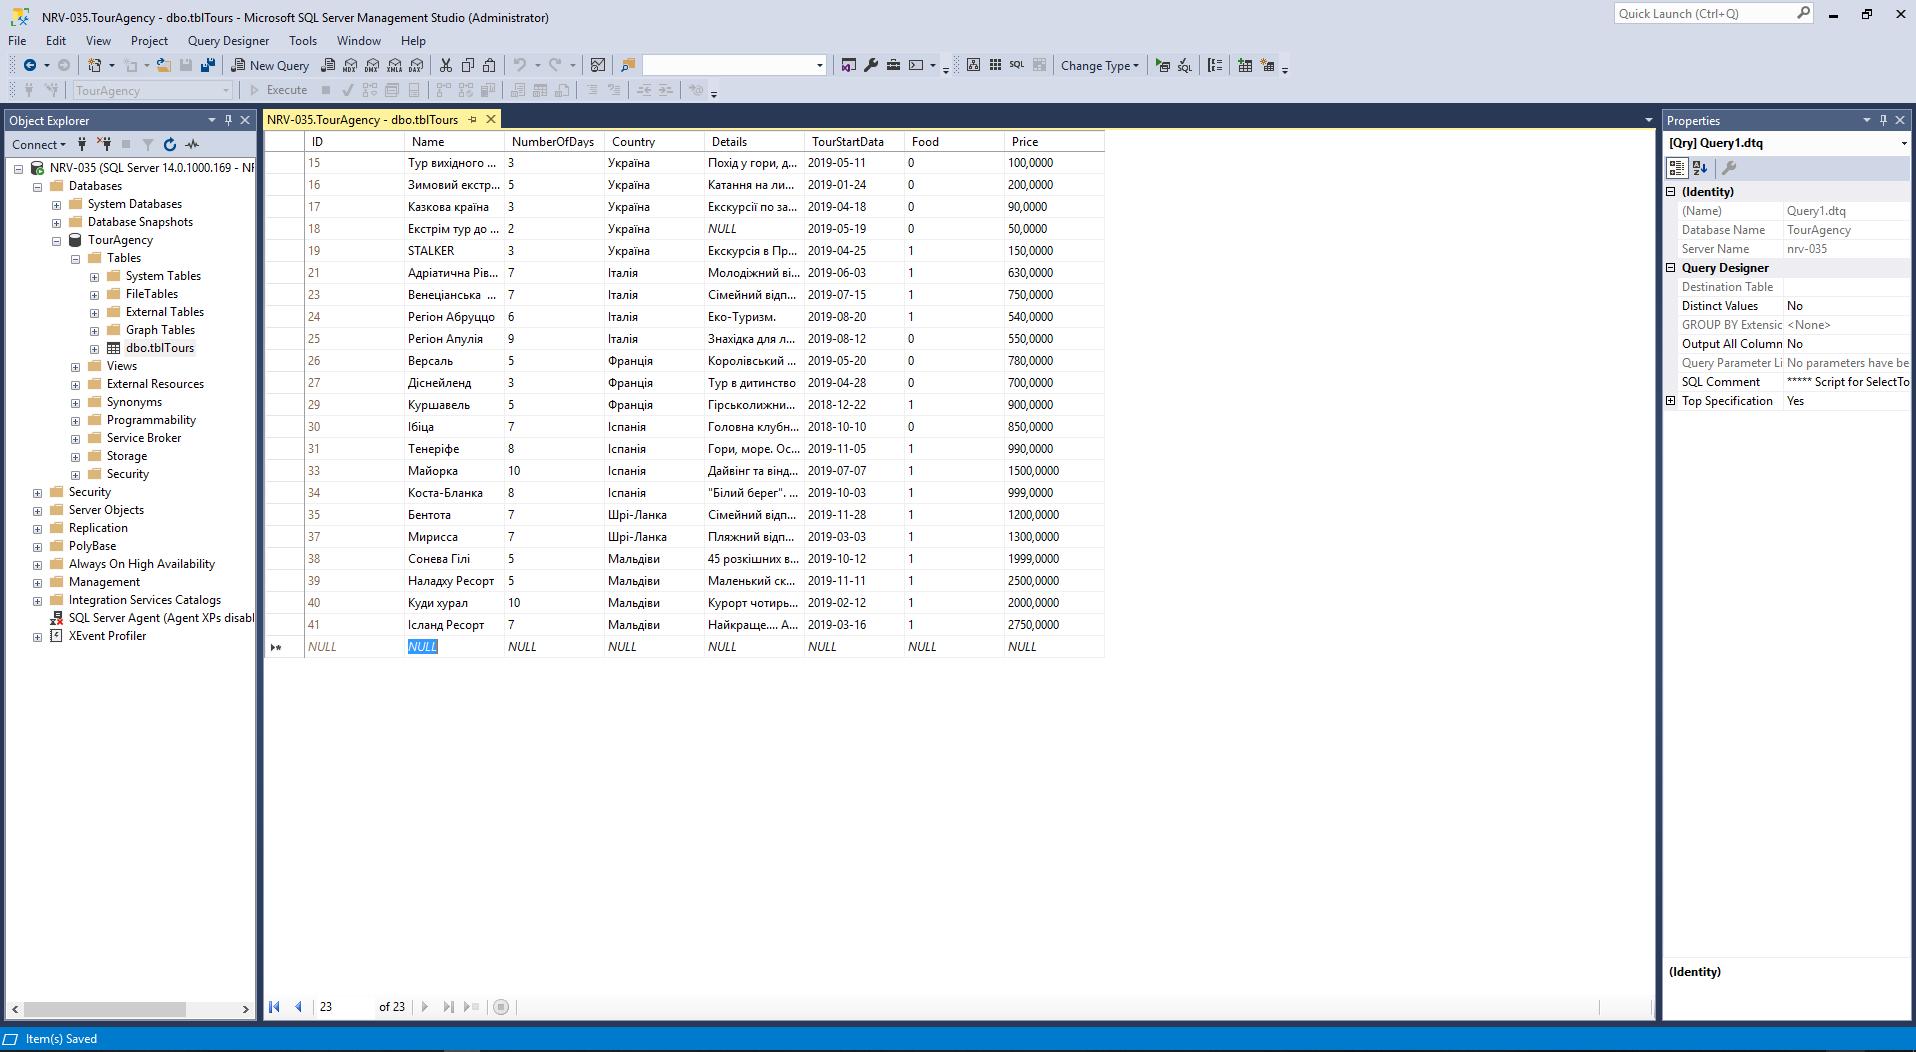 NRV-035.TourAgency - dbo.tblTours - Microsoft SQL Server Management Studio (Administrator)
Quick Launch (Ctrl+Q)
File Edit View Project Query Designer Tools Window Help
New Query MDX DMX XMLA DAX SQL Change Type
TourAgency Execute
Object Explorer
Connect
NRV-035 (SQL Server 14.0.1000.169 - NR
Databases
System Databases
Database Snapshots
TourAgency
Tables
System Tables
FileTables
External Tables
Graph Tables
dbo.tblTours
Views
External Resources
Synonyms
Programmability
Service Broker
Storage
Security
Security
Server Objects
Replication
PolyBase
Always On High Availability
Management
Integration Services Catalogs
SQL Server Agent (Agent XPs disabl
XEvent Profiler
NRV-035.TourAgency - dbo.tblTours
ID Name NumberOfDays Country Details TourStartData Food Price
15 Тур вихідного ... 3 Україна Похід у гори, д... 2019-05-11 0 100,0000
16 Зимовий екстр... 5 Україна Катання на ли... 2019-01-24 0 200,0000
17 Казкова країна 3 Україна Екскурсії по за... 2019-04-18 0 90,0000
18 Екстрім тур до ... 2 Україна NULL 2019-05-19 0 50,0000
19 STALKER 3 Україна Екскурсія в Пр... 2019-04-25 1 150,0000
21 Адріатична Рів... 7 Італія Молодіжний ві... 2019-06-03 1 630,0000
23 Венеціанська ... 7 Італія Сімейний відп... 2019-07-15 1 750,0000
24 Регіон Абруццо 6 Італія Еко-Туризм. 2019-08-20 1 540,0000
25 Регіон Апулія 9 Італія Знахідка для л... 2019-08-12 0 550,0000
26 Версаль 5 Франція Королівський ... 2019-05-20 0 780,0000
27 Діснейленд 3 Франція Тур в дитинство 2019-04-28 0 700,0000
29 Куршавель 5 Франція Гірськолижни... 2018-12-22 1 900,0000
30 Ібіца 7 Іспанія Головна клубн... 2018-10-10 0 850,0000
31 Тенеріфе 8 Іспанія Гори, море. Ос... 2019-11-05 1 990,0000
33 Майорка 10 Іспанія Дайвінг та вінд... 2019-07-07 1 1500,0000
34 Коста-Бланка 8 Іспанія "Білий берег". ... 2019-10-03 1 999,0000
35 Бентота 7 Шрі-Ланка Сімейний відп... 2019-11-28 1 1200,0000
37 Мирисса 7 Шрі-Ланка Пляжний відп... 2019-03-03 1 1300,0000
38 Сонева Гілі 5 Мальдіви 45 розкішних в... 2019-10-12 1 1999,0000
39 Наладху Ресорт 5 Мальдіви Маленький ск... 2019-11-11 1 2500,0000
40 Куди хурал 10 Мальдіви Курорт чотирь... 2019-02-12 1 2000,0000
41 Ісланд Ресорт 7 Мальдіви Найкраще.... А... 2019-03-16 1 2750,0000
NULL NULL NULL NULL NULL NULL NULL NULL
23 of 23
Properties
[Qry] Query1.dtq
(Identity)
(Name) Query1.dtq
Database Name TourAgency
Server Name nrv-035
Query Designer
Destination Table
Distinct Values No
GROUP BY Extensic <None>
Output All Column No
Query Parameter Li No parameters have be
SQL Comment ***** Script for SelectTo
Top Specification Yes
(Identity)
Item(s) Saved